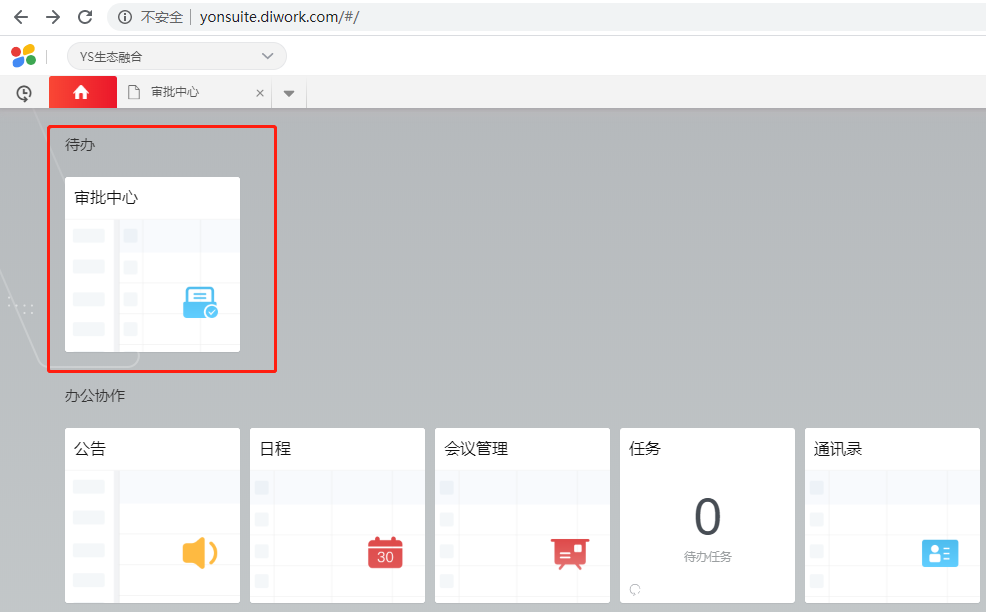 不安全 yonsuite.diwork.com/#/
YS生态融合
审批中心
待办
审批中心
办公协作
公告
日程
会议管理
任务
通讯录
30
0
待办任务